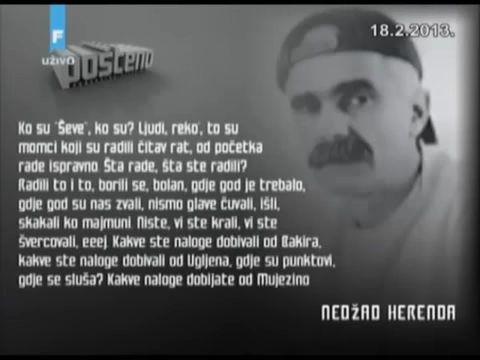 F
UŽIVO
pošteno
18.2.2013.
Ko su "Ševe", ko su? Ljudi, reko', to su
momci koji su radili čitav rat, od početka
rade ispravno. Šta rade, šta ste radili?
Radili to i to, borili se, bolan, gdje god je trebalo,
gdje god su nas zvali, nismo glave čuvali, išli,
skakali ko majmuni. Niste, vi ste krali, vi ste
švercovali, eeej Kakve ste naloge dobivali od Bakira,
kakve ste naloge dobivali od Ugljena, gdje su punktovi,
gdje se sluša? Kakve naloge dobijate od Mujezino
NEDŽAD HERENDA